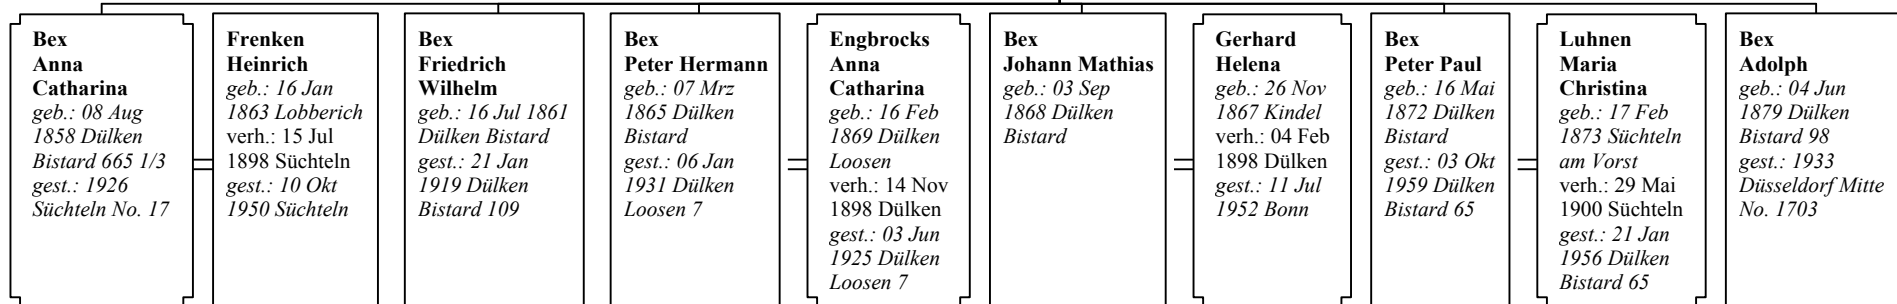 Bex
Anna
Catharina
geb.: 08 Aug
1858 Dülken
Bistard 665 1/3
gest.: 1926
Süchteln No. 17
Frenken
Heinrich
geb.: 16 Jan
1863 Lobberich
verh.: 15 Jul
1898 Süchteln
gest.: 10 Okt
1950 Süchteln
Bex
Friedrich
Wilhelm
geb.: 16 Jul 1861
Dülken Bistard
gest.: 21 Jan
1919 Dülken
Bistard 109
Bex
Peter Hermann
geb.: 07 Mrz
1865 Dülken
Bistard
gest.: 06 Jan
1931 Dülken
Loosen 7
Engbrocks
Anna
Catharina
geb.: 16 Feb
1869 Dülken
Loosen
verh.: 14 Nov
1898 Dülken
gest.: 03 Jun
1925 Dülken
Loosen 7
Bex
Johann Mathias
geb.: 03 Sep
1868 Dülken
Bistard
Gerhard
Helena
geb.: 26 Nov
1867 Kindel
verh.: 04 Feb
1898 Dülken
gest.: 11 Jul
1952 Bonn
Bex
Peter Paul
geb.: 16 Mai
1872 Dülken
Bistard
gest.: 03 Okt
1959 Dülken
Bistard 65
Luhnen
Maria
Christina
geb.: 17 Feb
1873 Süchteln
am Vorst
verh.: 29 Mai
1900 Süchteln
gest.: 21 Jan
1956 Dülken
Bistard 65
Bex
Adolph
geb.: 04 Jun
1879 Dülken
Bistard 98
gest.: 1933
Düsseldorf Mitte
No. 1703